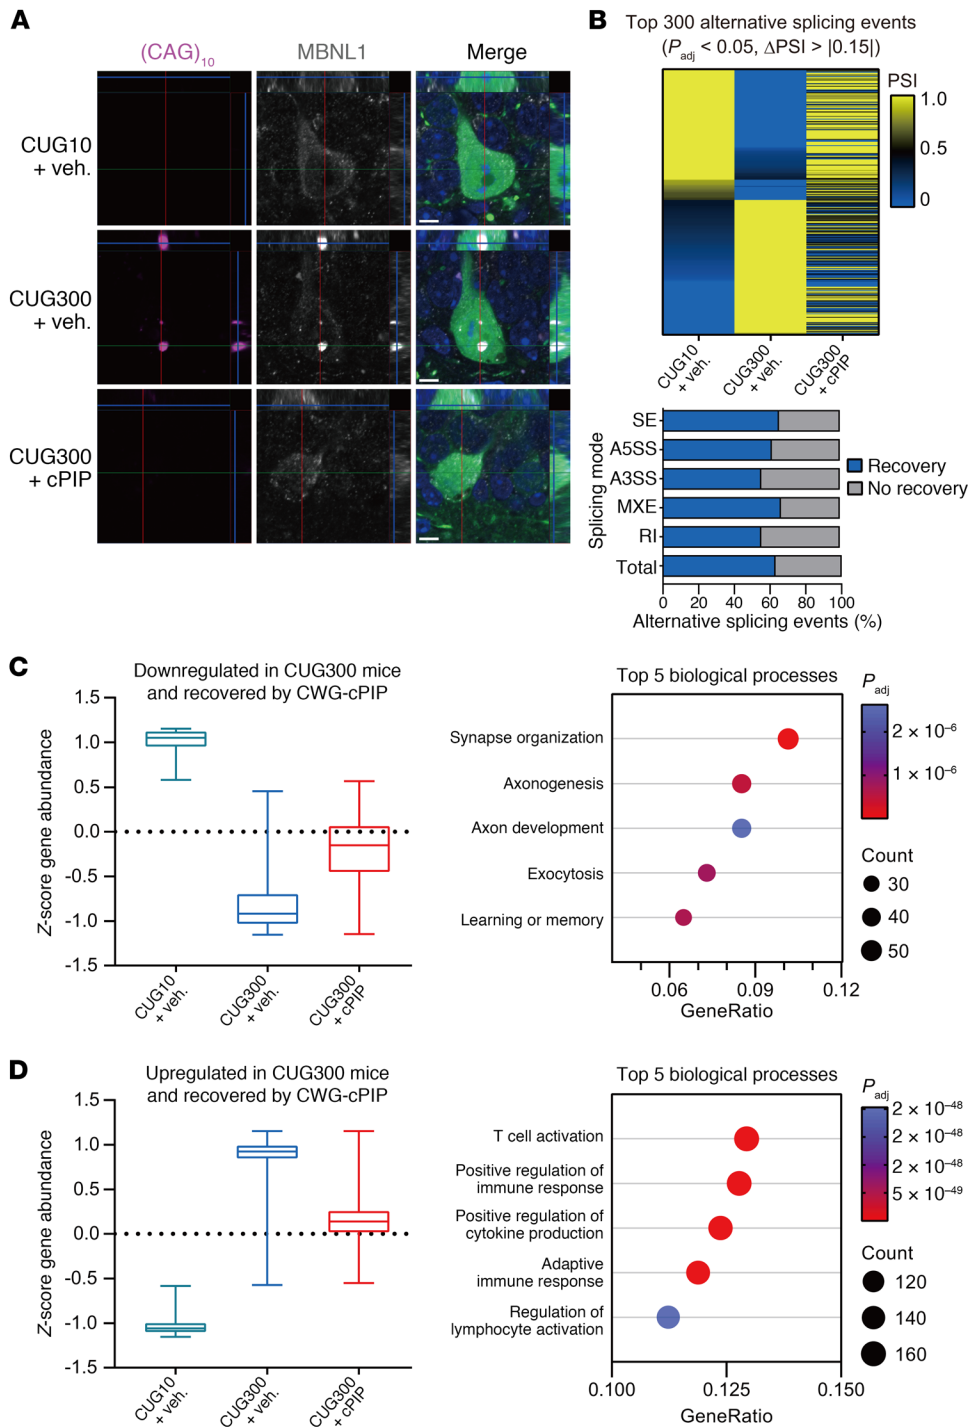 A
(CAG)10
MBNL1
Merge
CUG10
+ veh.
CUG300
+ veh.
CUG300
+ cPIP
B
Top 300 alternative splicing events
(Padj < 0.05, ΔPSI > |0.15|)
PSI
1.0
0.5
0
CUG10
+ veh.
CUG300
+ veh.
CUG300
+ cPIP
Splicing mode
SE
A5SS
A3SS
MXE
RI
Total
Recovery
No recovery
0 20 40 60 80 100
Alternative splicing events (%)
C
Downregulated in CUG300 mice
and recovered by CWG-cPIP
Z-score gene abundance
1.5
1.0
0.5
0.0
-0.5
-1.0
-1.5
CUG10
+ veh.
CUG300
+ veh.
CUG300
+ cPIP
Top 5 biological processes
Synapse organization
Axonogenesis
Axon development
Exocytosis
Learning or memory
0.06 0.09 0.12
GeneRatio
Padj
2 × 10–6
1 × 10–6
Count
30
40
50
D
Upregulated in CUG300 mice
and recovered by CWG-cPIP
Z-score gene abundance
1.5
1.0
0.5
0.0
-0.5
-1.0
-1.5
CUG10
+ veh.
CUG300
+ veh.
CUG300
+ cPIP
Top 5 biological processes
T cell activation
Positive regulation of
immune response
Positive regulation of
cytokine production
Adaptive
immune response
Regulation of
lymphocyte activation
0.100 0.125 0.150
GeneRatio
Padj
2 × 10–48
2 × 10–48
2 × 10–48
5 × 10–49
Count
120
140
160